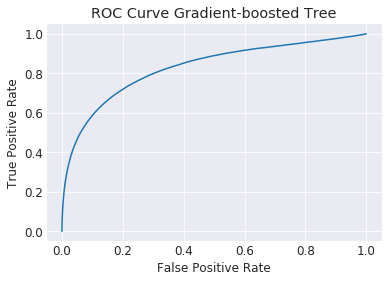 ROC Curve Gradient-boosted Tree
1.0
0.8
0.6
0.4
0.2
0.0
True Positive Rate
0.0 0.2 0.4 0.6 0.8 1.0
False Positive Rate